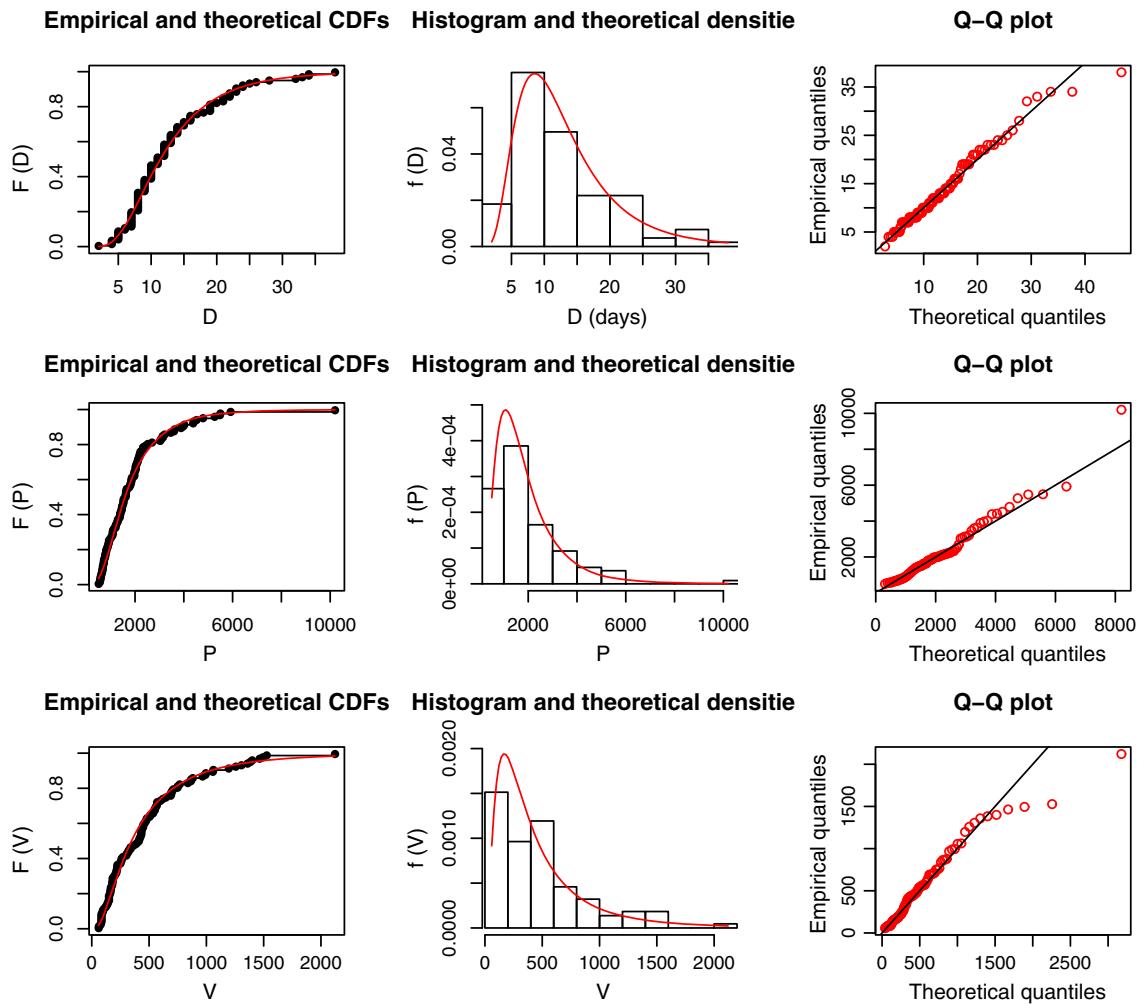 Empirical and theoretical CDFs
F (D)
0.0 0.4 0.8
5 10 20 30
D
Histogram and theoretical densitie
f (D)
0.00 0.04
5 10 20 30
D (days)
Q−Q plot
Empirical quantiles
5 15 25 35
10 20 30 40
Theoretical quantiles
Empirical and theoretical CDFs
F (P)
0.0 0.4 0.8
2000 6000 10000
P
Histogram and theoretical densitie
f (P)
0e+00 2e−04 4e−04
2000 6000 10000
P
Q−Q plot
Empirical quantiles
2000 6000 10000
0 2000 4000 6000 8000
Theoretical quantiles
Empirical and theoretical CDFs
F (V)
0.0 0.4 0.8
0 500 1000 1500 2000
V
Histogram and theoretical densitie
f (V)
0.0000 0.0010 0.0020
0 500 1000 1500 2000
V
Q−Q plot
Empirical quantiles
0 500 1500
0 500 1500 2500
Theoretical quantiles